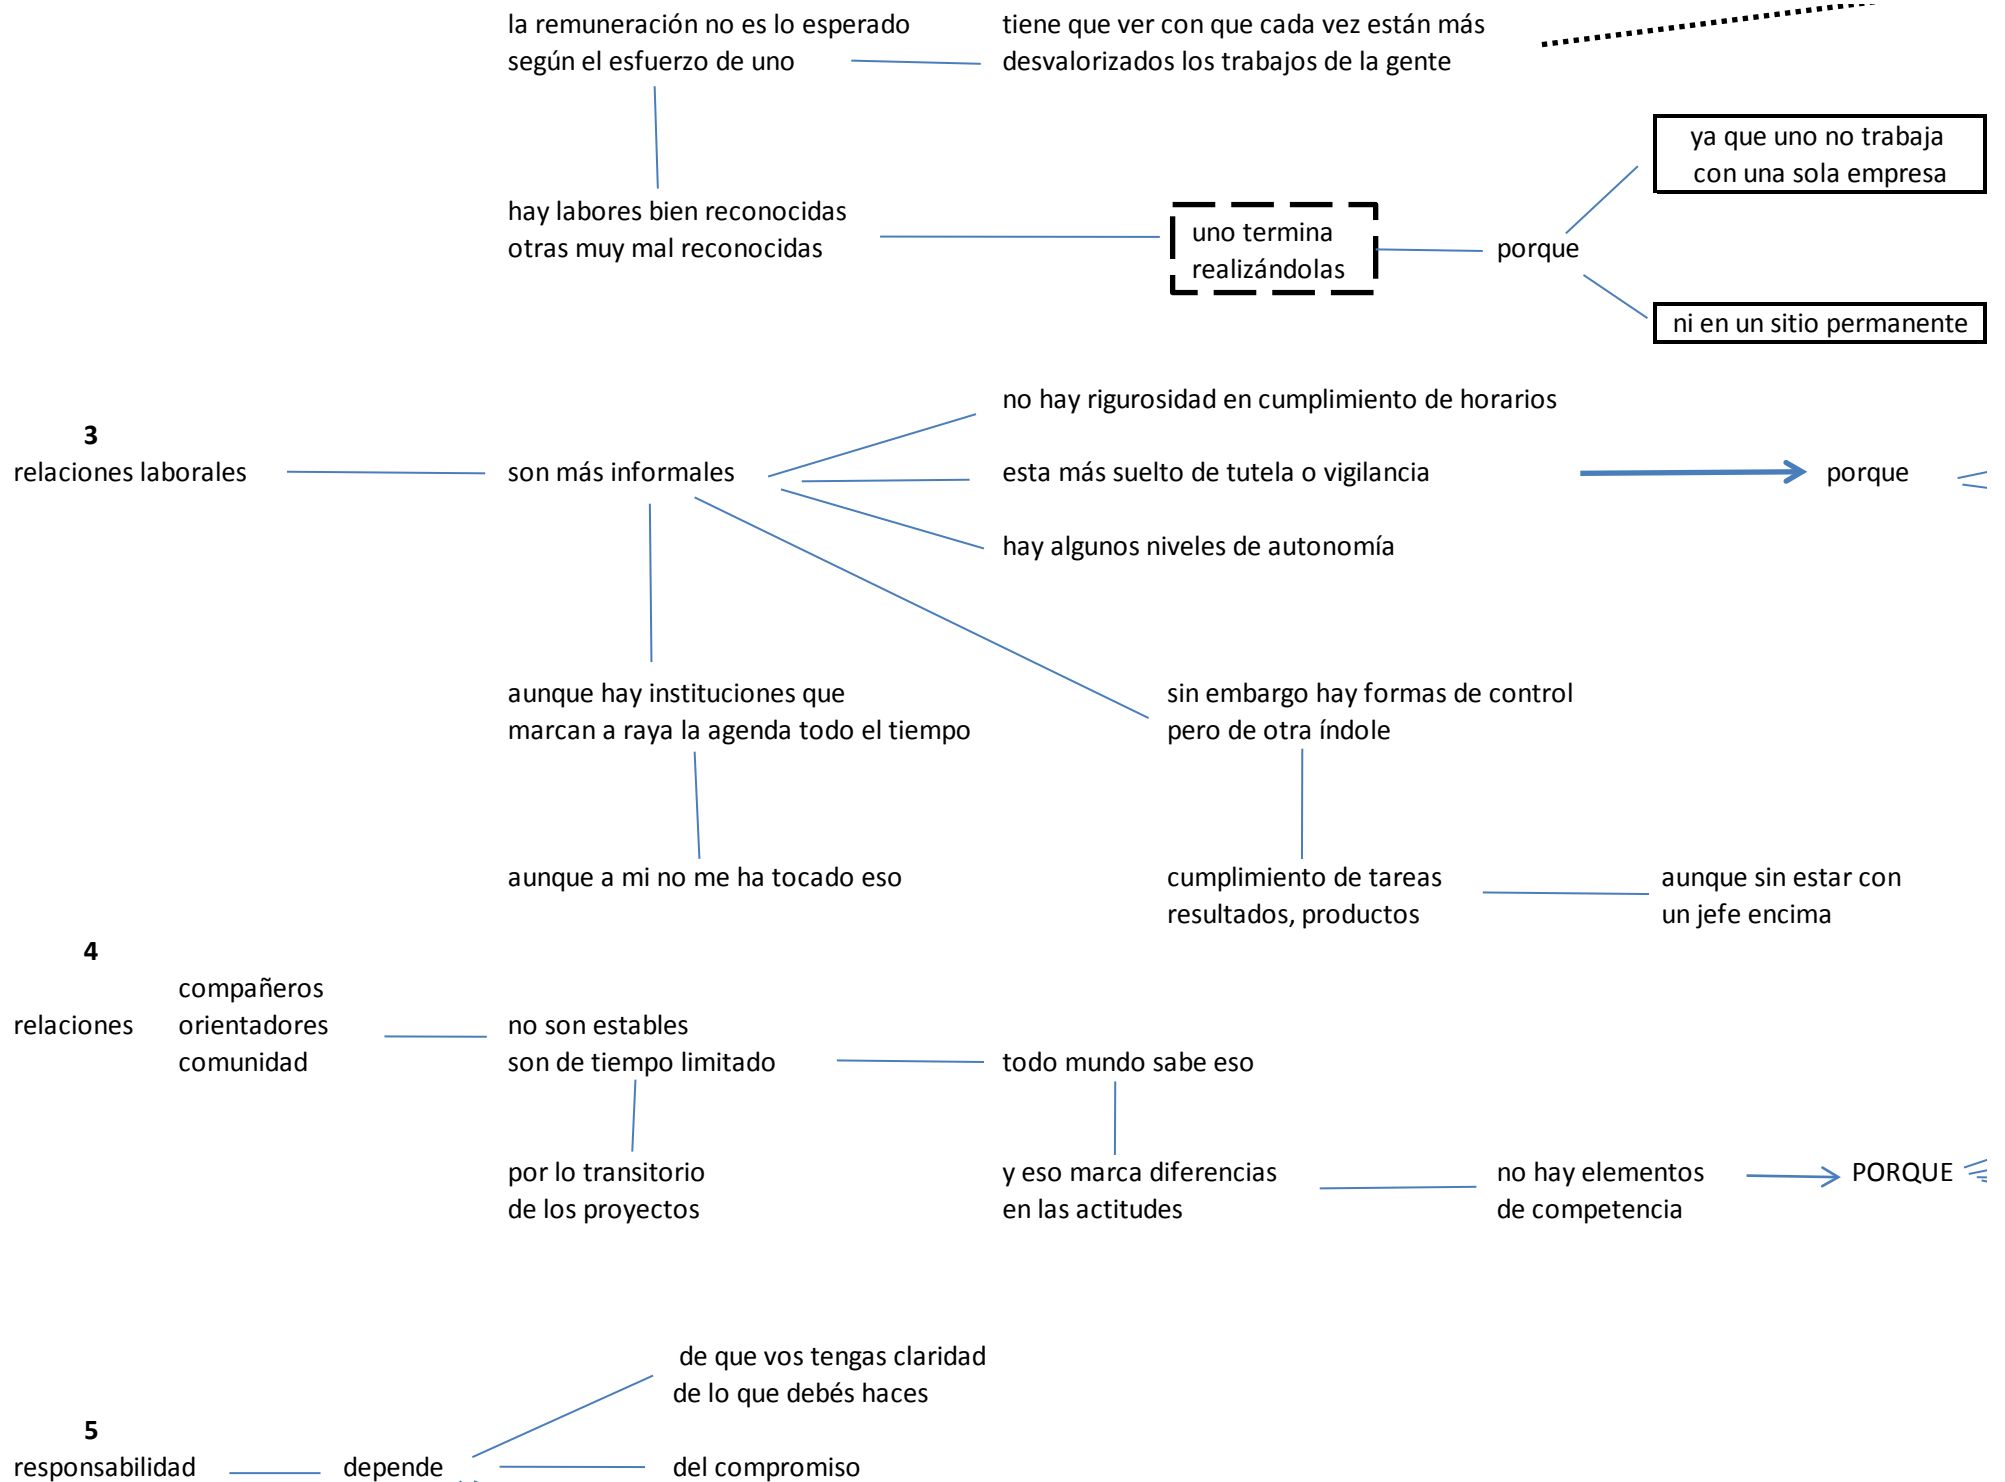 la remuneración no es lo esperado
según el esfuerzo de uno
tiene que ver con que cada vez están más
desvalorizados los trabajos de la gente
ya que uno no trabaja
con una sola empresa
hay labores bien reconocidas
otras muy mal reconocidas
uno termina
realizándolas
porque
ni en un sitio permanente
no hay rigurosidad en cumplimiento de horarios
3
relaciones laborales
son más informales
esta más suelto de tutela o vigilancia
porque
hay algunos niveles de autonomía
aunque hay instituciones que
marcan a raya la agenda todo el tiempo
sin embargo hay formas de control
pero de otra índole
aunque a mi no me ha tocado eso
cumplimiento de tareas
resultados, productos
aunque sin estar con
un jefe encima
4
relaciones
compañeros
orientadores
comunidad
no son estables
son de tiempo limitado
todo mundo sabe eso
por lo transitorio
de los proyectos
y eso marca diferencias
en las actitudes
no hay elementos
de competencia
PORQUE
de que vos tengas claridad
de lo que debés haces
5
responsabilidad
depende
del compromiso